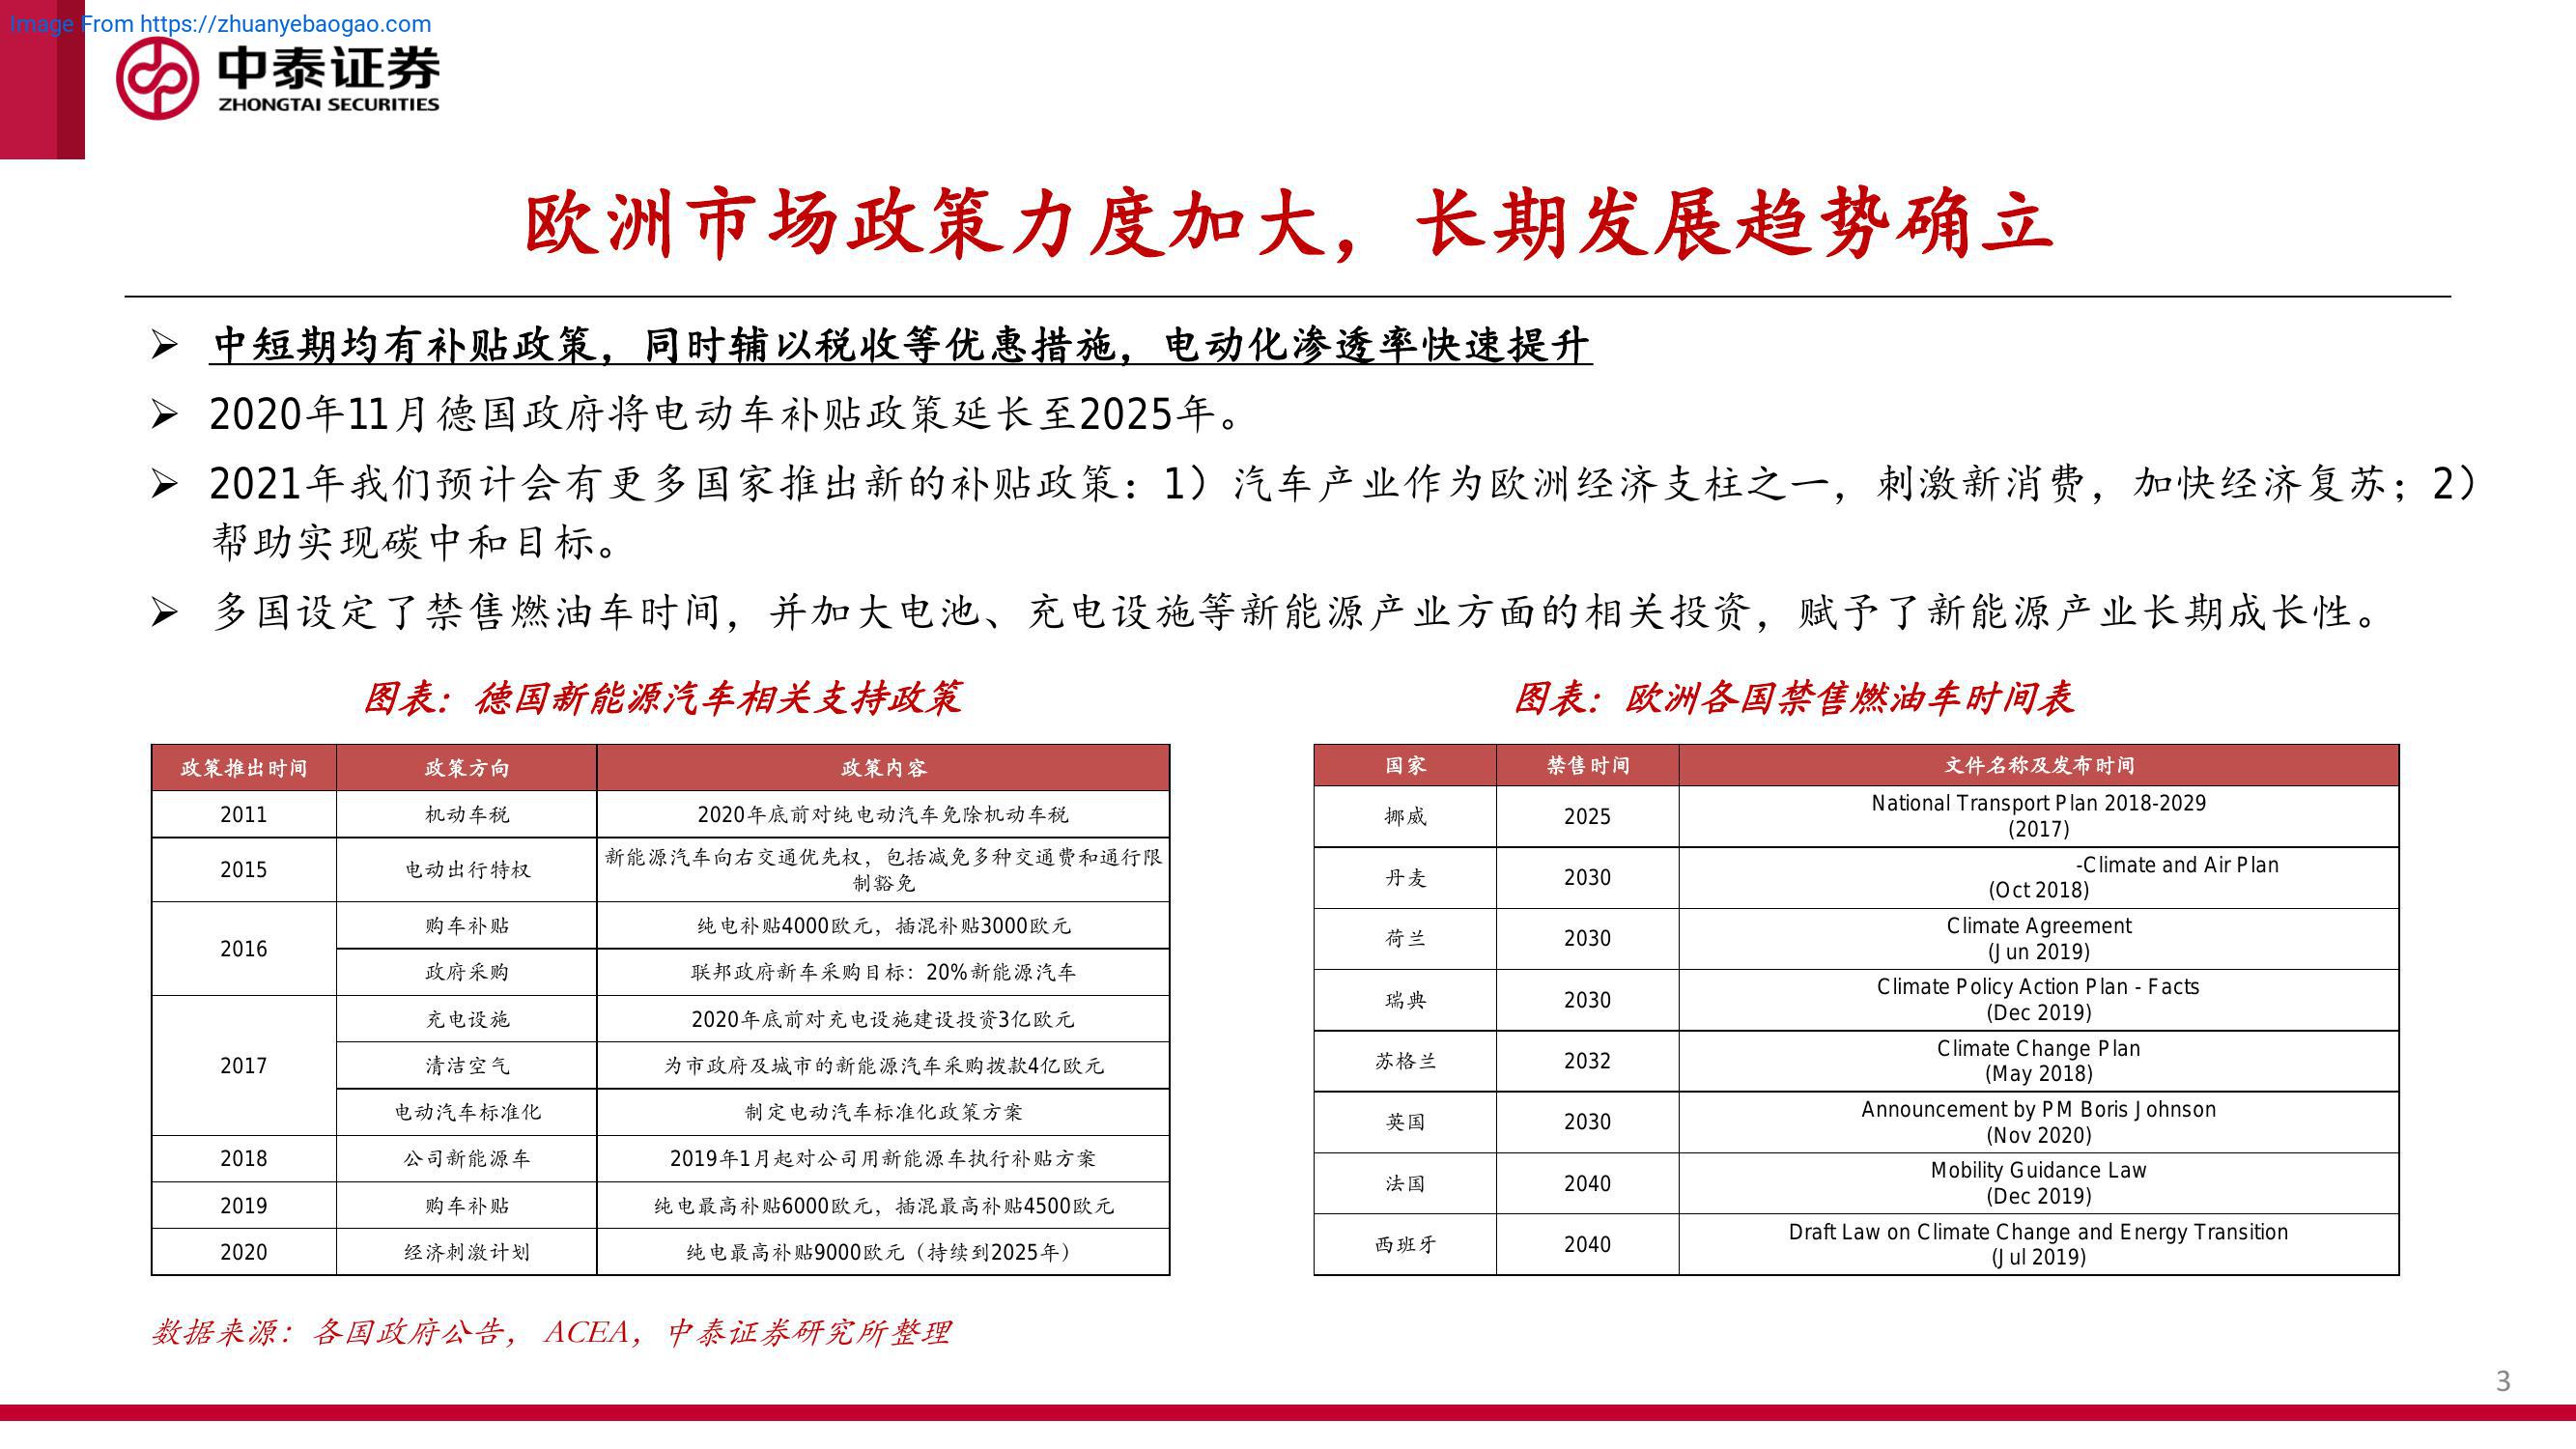 Image From https://zhuanyebaogao.com
中泰证券
ZHONGTAI SECURITIES
欧洲市场政策力度加大，长期发展趋势确立
中短期均有补贴政策，同时辅以税收等优惠措施，电动化渗透率快速提升
2020年11月德国政府将电动车补贴政策延长至2025年。
2021年我们预计会有更多国家推出新的补贴政策：1）汽车产业作为欧洲经济支柱之一，刺激新消费，加快经济复苏；2）
帮助实现碳中和目标。
多国设定了禁售燃油车时间，并加大电池、充电设施等新能源产业方面的相关投资，赋予了新能源产业长期成长性。
图表：德国新能源汽车相关支持政策
政策推出时间 政策方向 政策内容
2011 机动车税 2020年底前对纯电动汽车免除机动车税
2015 电动出行特权 新能源汽车向右交通优先权，包括减免多种交通费和通行限
制豁免
2016 购车补贴 纯电补贴4000欧元，插混补贴3000欧元
政府采购 联邦政府新车采购目标：20%新能源汽车
2017 充电设施 2020年底前对充电设施建设投资3亿欧元
清洁空气 为市政府及城市的新能源汽车采购拨款4亿欧元
电动汽车标准化 制定电动汽车标准化政策方案
2018 公司新能源车 2019年1月起对公司用新能源车执行补贴方案
2019 购车补贴 纯电最高补贴6000欧元，插混最高补贴4500欧元
2020 经济刺激计划 纯电最高补贴9000欧元（持续到2025年）
图表：欧洲各国禁售燃油车时间表
国家 禁售时间 文件名称及发布时间
挪威 2025 National Transport Plan 2018-2029
(2017)
丹麦 2030 -Climate and Air Plan
(Oct 2018)
荷兰 2030 Climate Agreement
(Jun 2019)
瑞典 2030 Climate Policy Action Plan - Facts
(Dec 2019)
苏格兰 2032 Climate Change Plan
(May 2018)
英国 2030 Announcement by PM Boris Johnson
(Nov 2020)
法国 2040 Mobility Guidance Law
(Dec 2019)
西班牙 2040 Draft Law on Climate Change and Energy Transition
(Jul 2019)
数据来源：各国政府公告，ACEA，中泰证券研究所整理
3